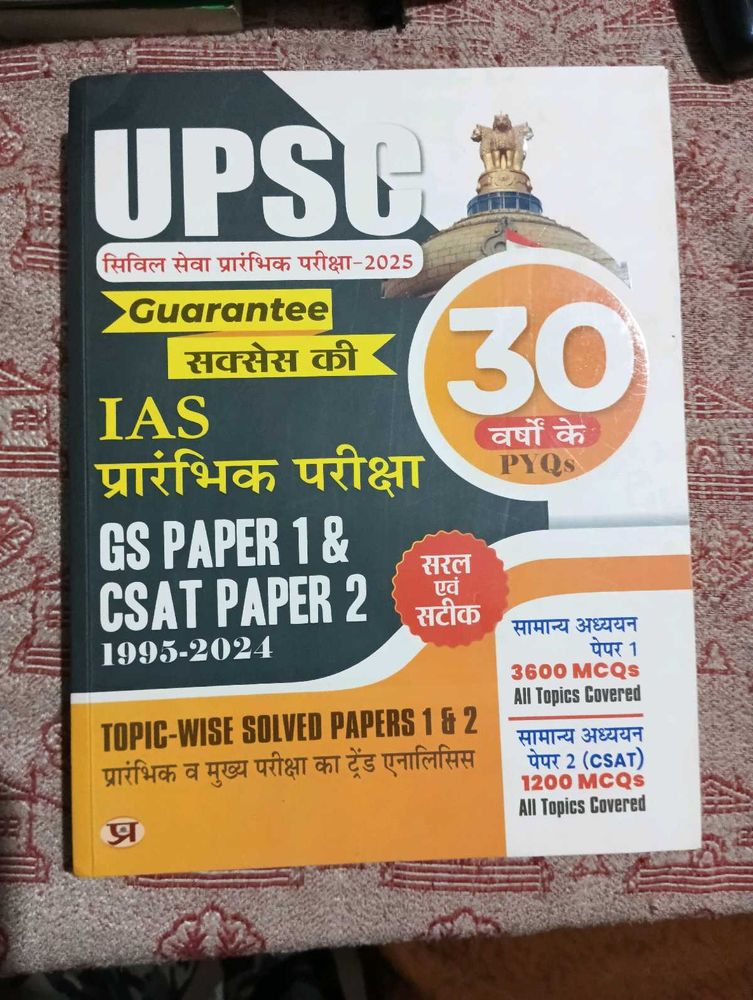 UPSC
सिविल सेवा प्रारंभिक परीक्षा-2025
Guarantee
सक्सेस की
30
वर्षों के
PYQs
IAS
प्रारंभिक परीक्षा
GS PAPER 1 &
CSAT PAPER 2
1995-2024
सरल
एवं
सटीक
सामान्य अध्ययन
पेपर 1
3600 MCQs
All Topics Covered
सामान्य अध्ययन
पेपर 2 (CSAT)
1200 MCQs
All Topics Covered
TOPIC-WISE SOLVED PAPERS 1 & 2
प्रारंभिक व मुख्य परीक्षा का ट्रेंड एनालिसिस
प्र